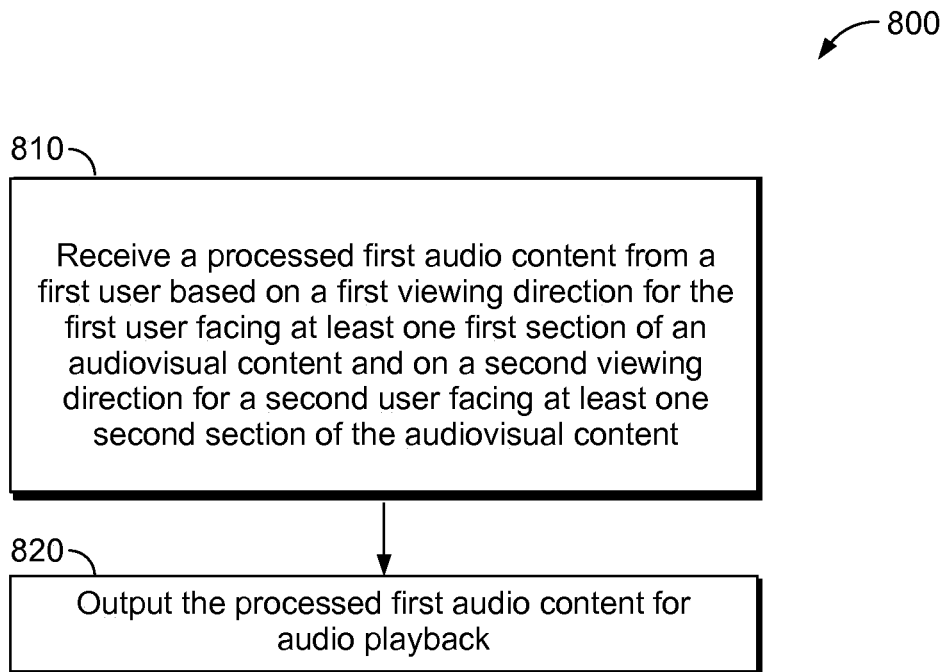 800
810
Receive a processed first audio content from a
first user based on a first viewing direction for the
first user facing at least one first section of an
audiovisual content and on a second viewing
direction for a second user facing at least one
second section of the audiovisual content
820
Output the processed first audio content for
audio playback